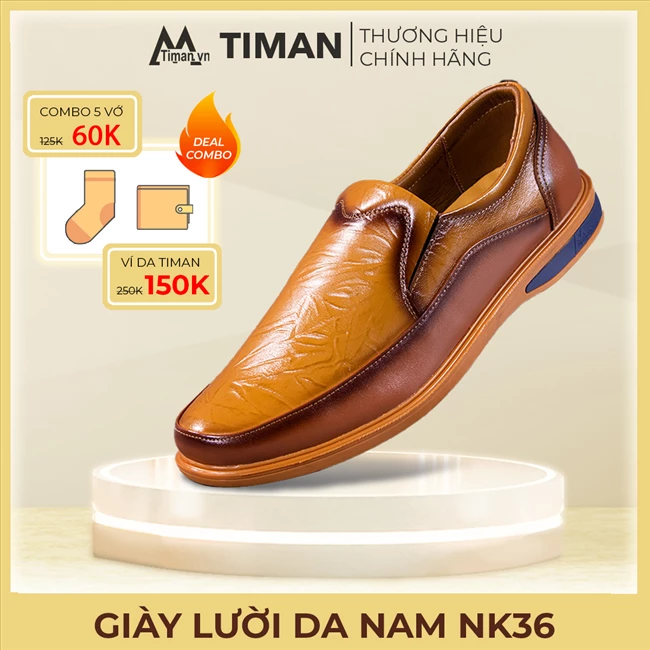 Timan.vn
TIMAN
THƯƠNG HIỆU
CHÍNH HÃNG
COMBO 5 VỚ
125K 60K
DEAL
COMBO
VÍ DA TIMAN
250K 150K
GIÀY LƯỜI DA NAM NK36